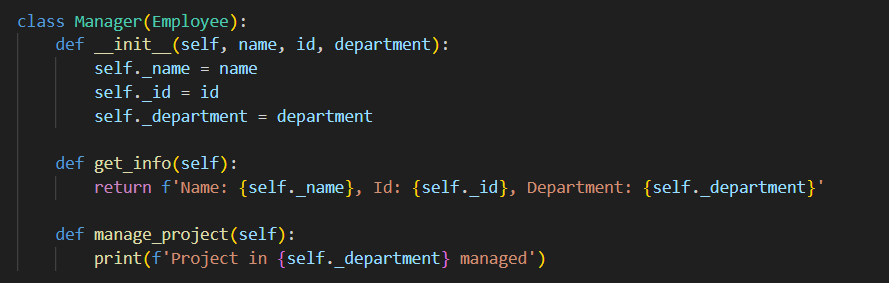 class Manager(Employee):
    def __init__(self, name, id, department):
        self._name = name
        self._id = id
        self._department = department

    def get_info(self):
        return f'Name: {self._name}, Id: {self._id}, Department: {self._department}'

    def manage_project(self):
        print(f'Project in {self._department} managed')